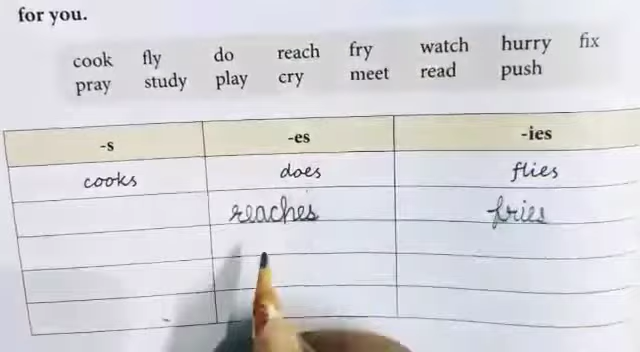 for you.
cook fly do reach fry watch hurry fix
pray study play cry meet read push
-s -es -ies
cooks does flies
reaches fries